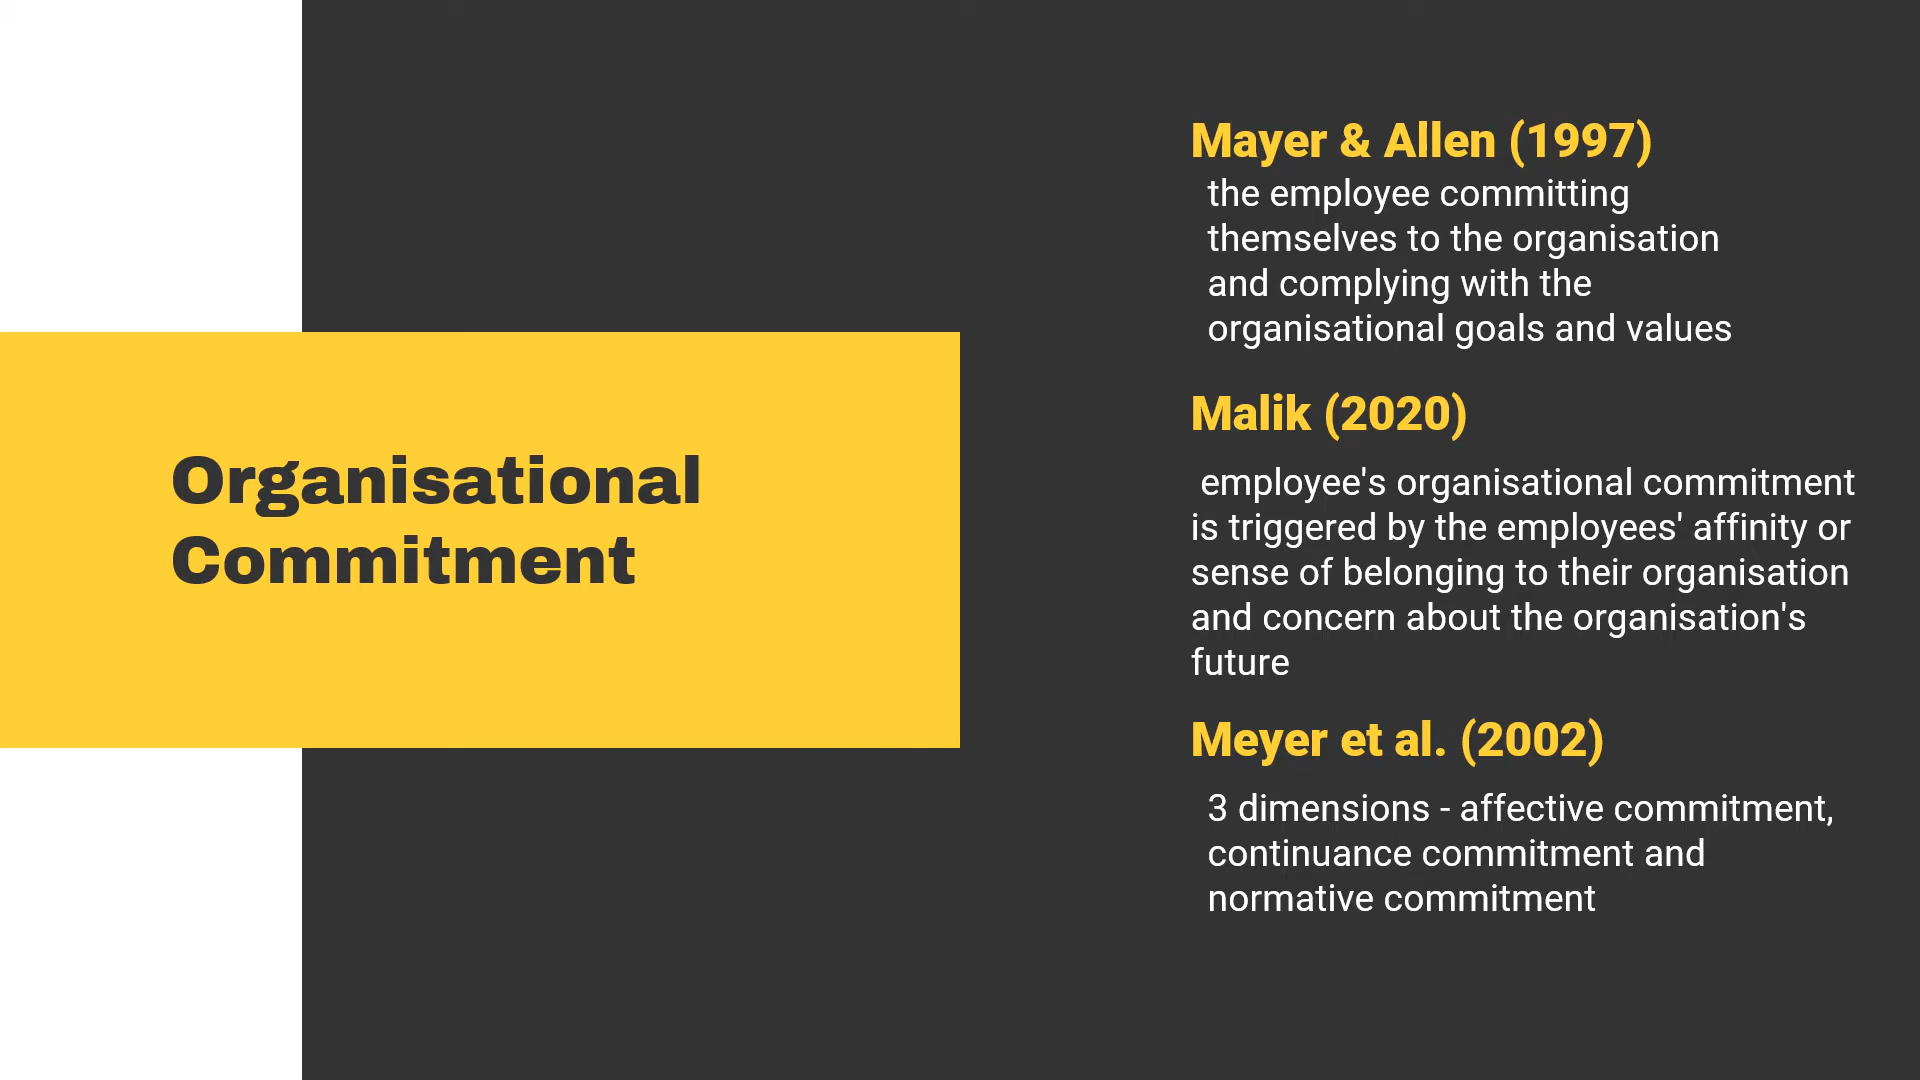 Organisational
Commitment
Mayer & Allen (1997)
the employee committing
themselves to the organisation
and complying with the
organisational goals and values
Malik (2020)
employee's organisational commitment
is triggered by the employees' affinity or
sense of belonging to their organisation
and concern about the organisation's
future
Meyer et al. (2002)
3 dimensions - affective commitment,
continuance commitment and
normative commitment